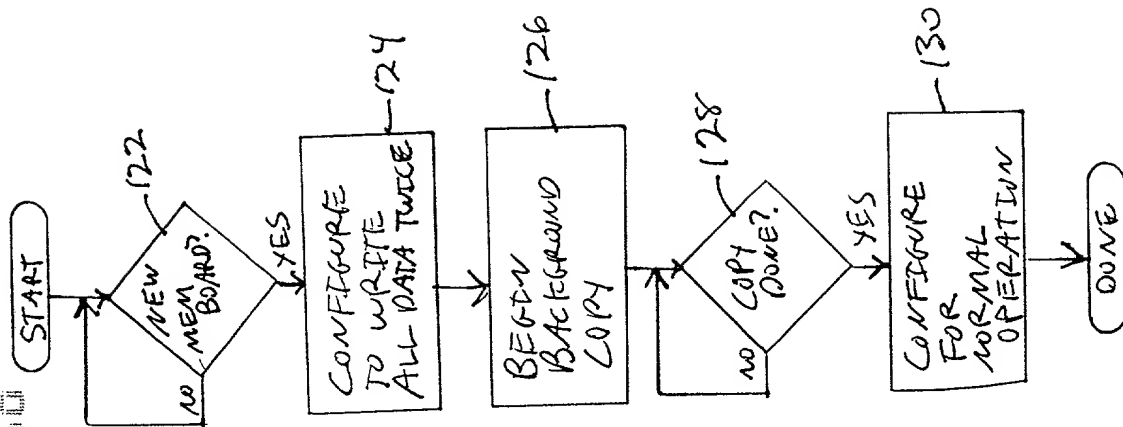 START
122
NEW
MEM
BOARD?
NO
YES
124
CONFIGURE
TO WRITE
ALL DATA TWICE
126
BEGIN
BACKGROUND
COPY
128
COPY
DONE?
NO
YES
130
CONFIGURE
FOR
NORMAL
OPERATION
DONE